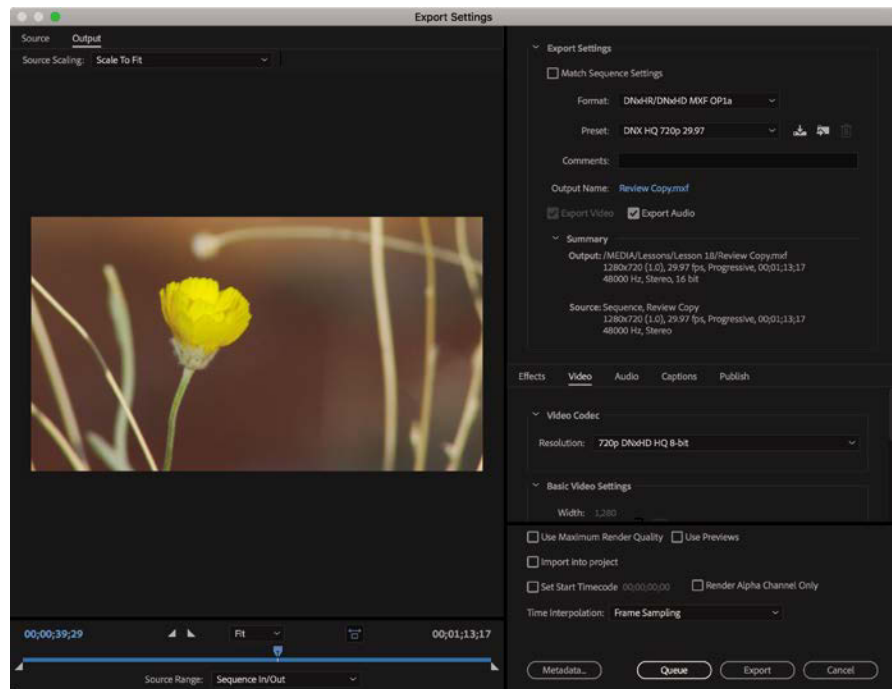 Export Settings
Source Output
Source Scaling: Scale To Fit
00;00;39;29 Fit 00;01;13;17
Source Range: Sequence In/Out
Export Settings
Match Sequence Settings
Format: DNxHR/DNxHD MXF OP1a
Preset: DNX HQ 720p 29.97
Comments:
Output Name: Review Copy.mxf
Export Video Export Audio
Summary
Output: /MEDIA/Lessons/Lesson 18/Review Copy.mxf
1280x720 (1.0), 29.97 fps, Progressive, 00;01;13;17
48000 Hz, Stereo, 16 bit
Source: Sequence, Review Copy
1280x720 (1.0), 29.97 fps, Progressive, 00;01;13;17
48000 Hz, Stereo
Effects Video Audio Captions Publish
Video Codec
Resolution: 720p DNxHD HQ 8-bit
Basic Video Settings
Width: 1,280
Use Maximum Render Quality Use Previews
Import into project
Set Start Timecode 00;00;00;00 Render Alpha Channel Only
Time Interpolation: Frame Sampling
Metadata... Queue Export Cancel